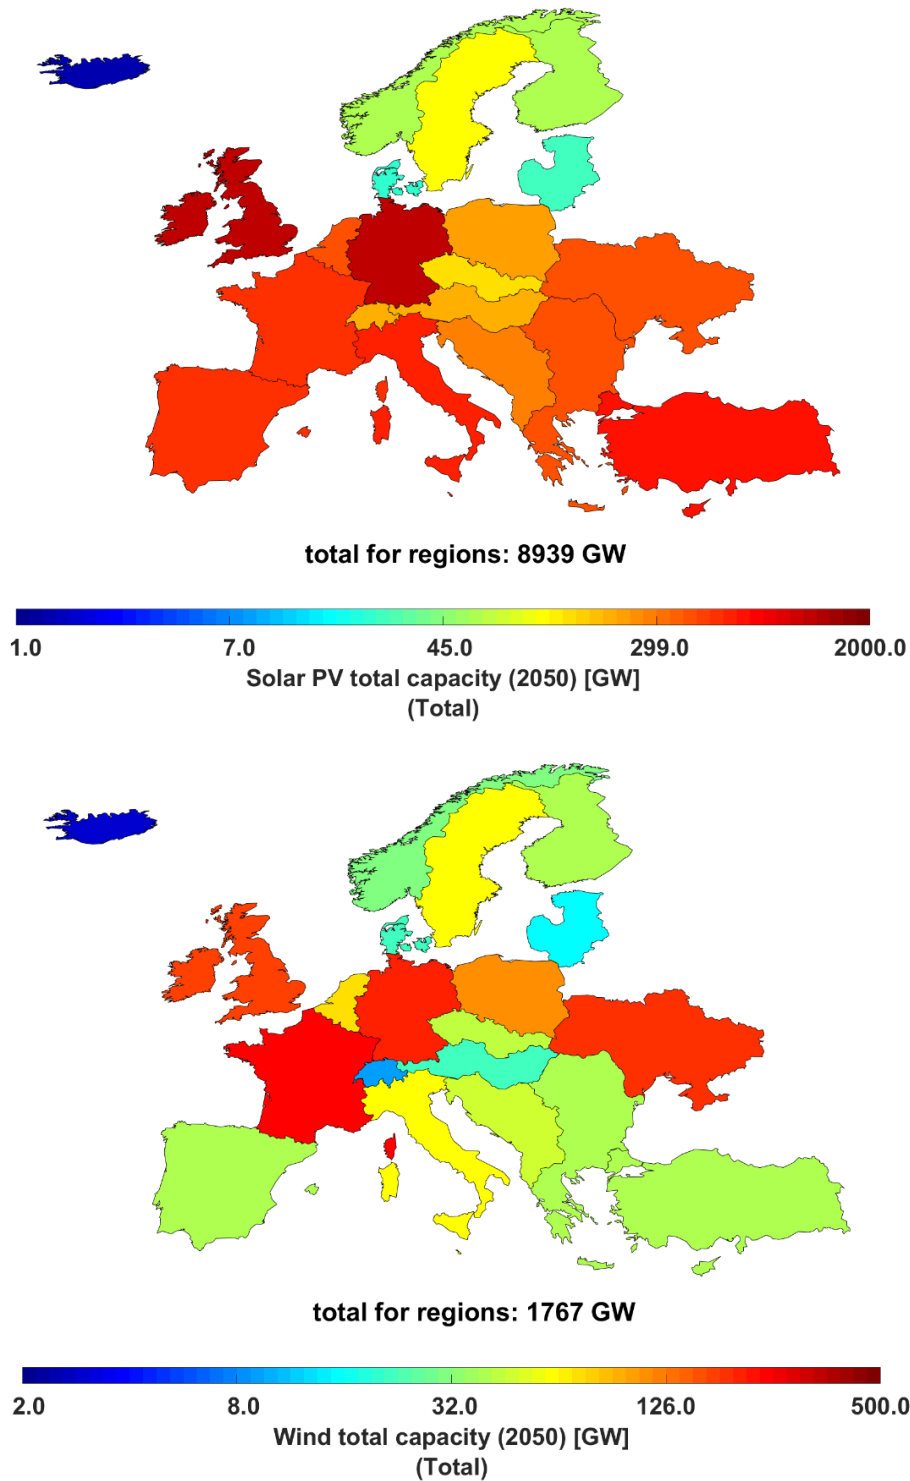 total for regions: 8939 GW
1.0 7.0 45.0 299.0 2000.0
Solar PV total capacity (2050) [GW]
(Total)
total for regions: 1767 GW
2.0 8.0 32.0 126.0 500.0
Wind total capacity (2050) [GW]
(Total)